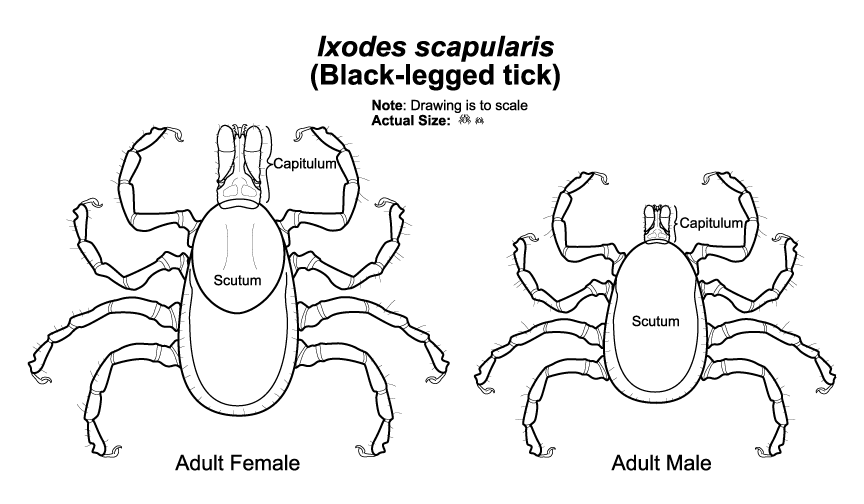 Ixodes scapularis
(Black-legged tick)
Note: Drawing is to scale
Actual Size:
Capitulum
Capitulum
Scutum
Scutum
Adult Female
Adult Male